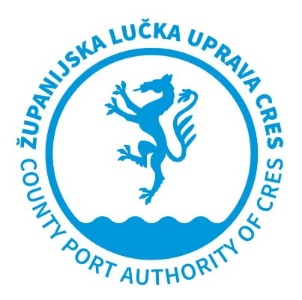 ŽUPANIJSKA LUČKA UPRAVA CRES
COUNTY PORT AUTHORITY OF CRES